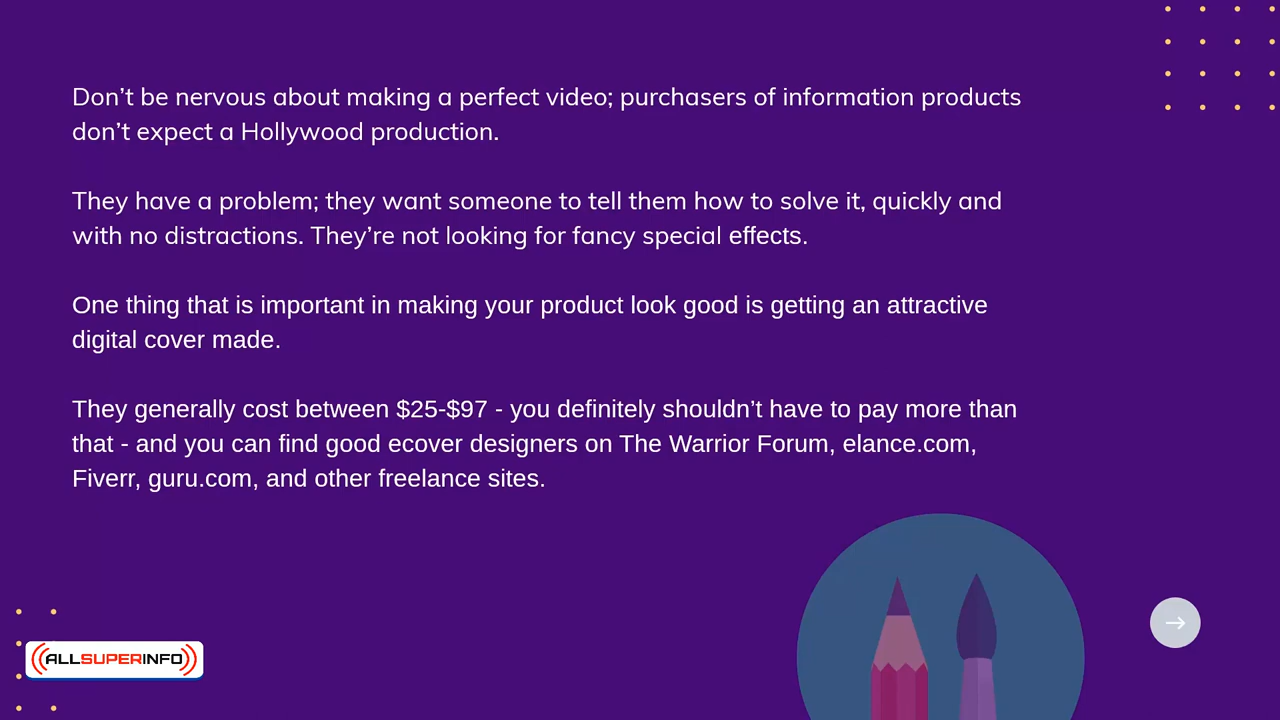 Don’t be nervous about making a perfect video; purchasers of information products
don’t expect a Hollywood production.
They have a problem; they want someone to tell them how to solve it, quickly and
with no distractions. They’re not looking for fancy special effects.
One thing that is important in making your product look good is getting an attractive
digital cover made.
They generally cost between $25-$97 - you definitely shouldn’t have to pay more than
that - and you can find good ecover designers on The Warrior Forum, elance.com,
Fiverr, guru.com, and other freelance sites.
ALLSUPERINFO